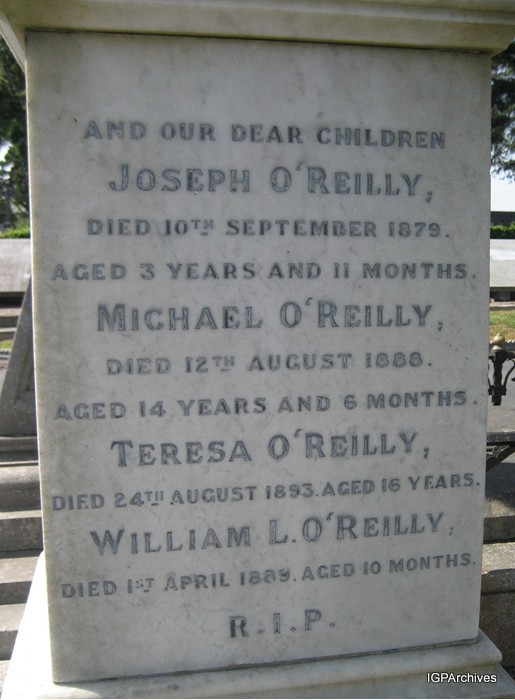 AND OUR DEAR CHILDREN
JOSEPH O'REILLY,
DIED 10TH SEPTEMBER 1879.
AGED 3 YEARS AND 11 MONTHS.
MICHAEL O'REILLY,
DIED 12TH AUGUST 1888.
AGED 14 YEARS AND 6 MONTHS.
TERESA O'REILLY,
DIED 24TH AUGUST 1893. AGED 16 YEARS.
WILLIAM L. O'REILLY,
DIED 1ST APRIL 1889. AGED 10 MONTHS.
R.I.P.
IGPArchives